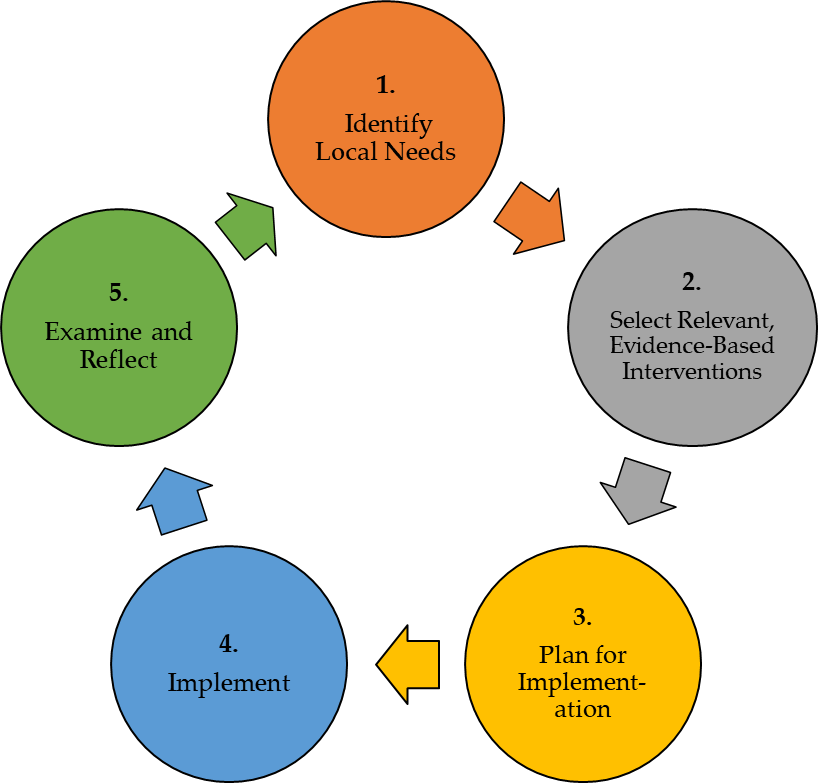 1.
Identify
Local Needs
2.
Select Relevant,
Evidence-Based
Interventions
3.
Plan for
Implement-
ation
4.
Implement
5.
Examine and
Reflect